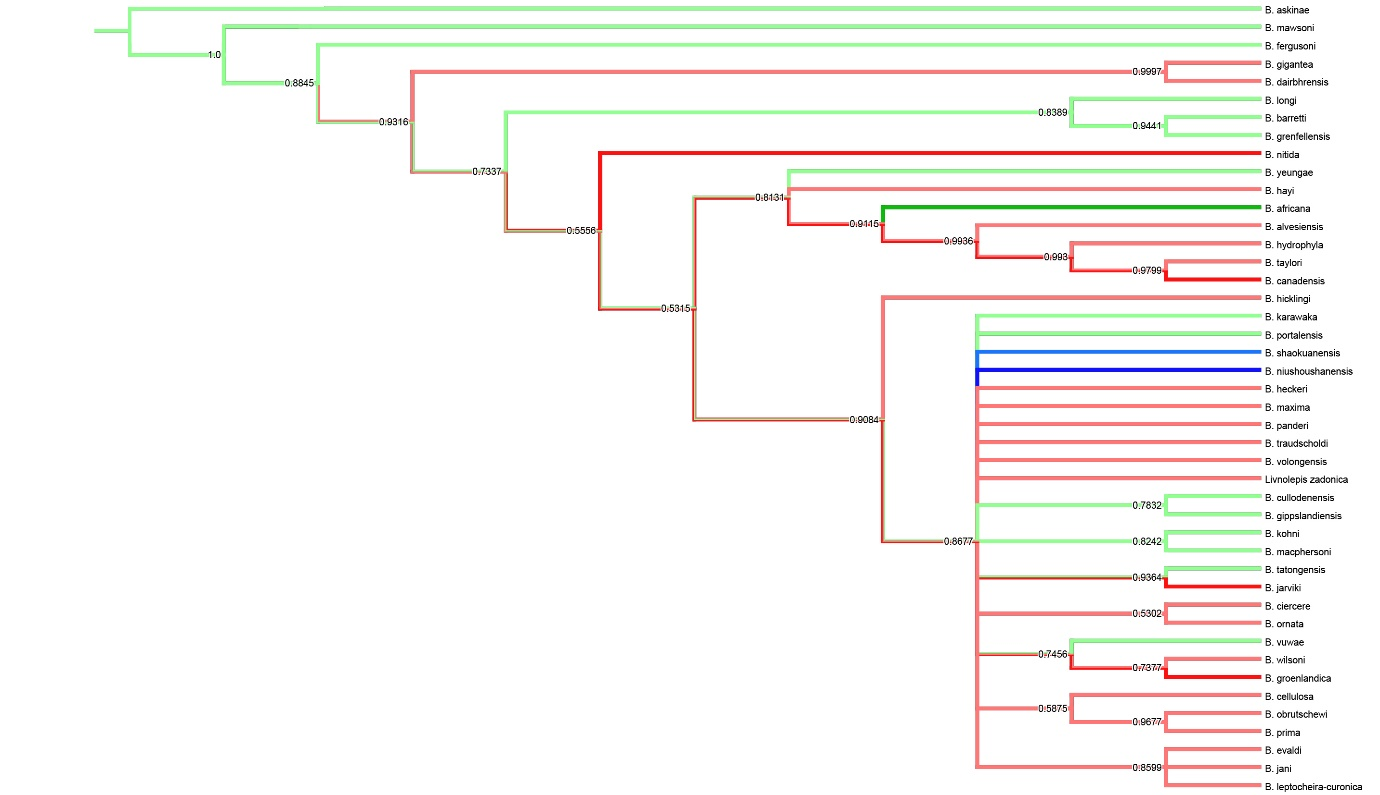 B. askinae
B. mawsoni
1.0
B. fergusoni
0.8845
B. gigantea
0.9997
B. dairbhrensis
B. longi
0.8389
B. barretti
0.9316
0.9441
B. grenfellensis
B. nitida
0.7337
B. yeungae
B. hayi
0.8131
B. africana
0.9445
B. alvesiensis
0.5556
0.9936
B. hydrophyla
0.993
B. taylori
0.9799
B. canadensis
B. hicklingi
0.5315
B. karawaka
B. portalensis
B. shaokuanensis
B. niushoushanensis
B. heckeri
B. maxima
0.9084
B. panderi
B. traudscholdi
B. volongensis
Livnolepis zadonica
B. cullodenensis
0.7832
B. gippslandiensis
B. kohni
0.8677
0.8242
B. macphersoni
B. tatongensis
0.9364
B. jarviki
B. ciercere
0.5302
B. ornata
B. vuwae
0.7456
B. wilsoni
0.7377
B. groenlandica
B. cellulosa
0.5875
B. obrutschewi
0.9677
B. prima
B. evaldi
0.8599
B. jani
B. leptocheira-curonica